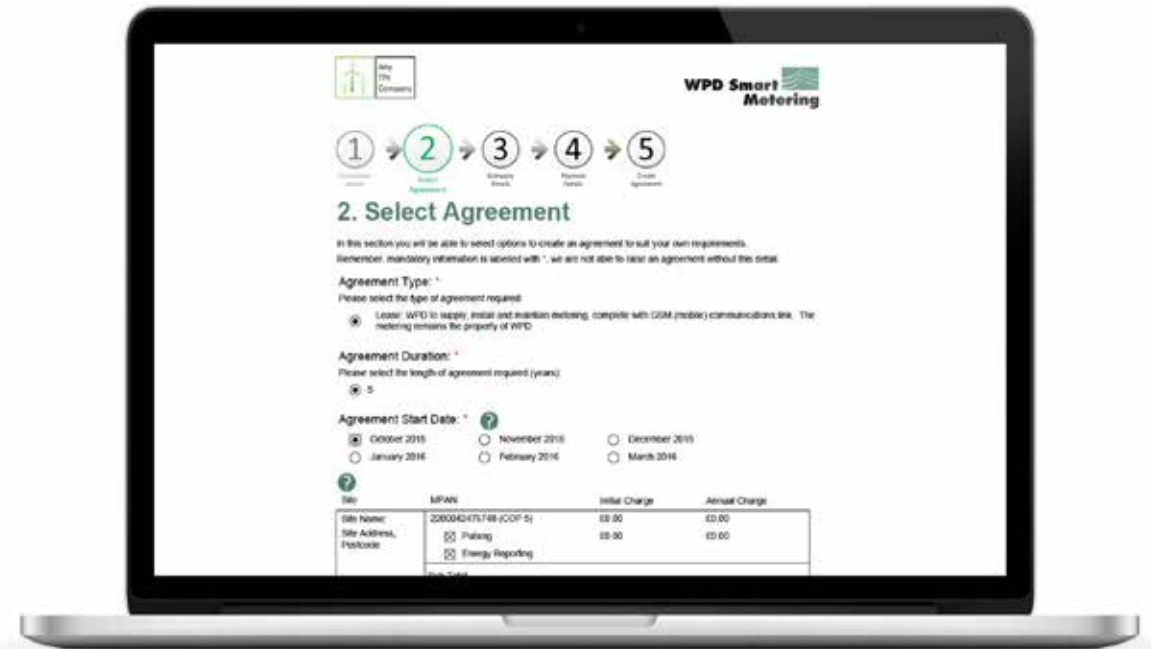 Any
TPI
Company
WPD Smart
Metering
1
2
3
4
5
Select
Agreement
Company
Details
Payment
Details
Create
Agreement
2. Select Agreement
In this section you will be able to select options to create an agreement to suit your own requirements.
Remember, mandatory information is labeled with *, we are not able to raise an agreement without this detail
Agreement Type: *
Please select the type of agreement required:
Lease: WPD to supply, install and maintain metering, complete with GSM (mobile) communications link. The
metering remains the property of WPD
Agreement Duration: *
Please select the length of agreement required (years):
5
Agreement Start Date: * ?
October 2015 November 2015 December 2015
January 2016 February 2016 March 2016
?
Site MPAN Initial Charge Annual Charge
Site Name: (COP 5) £0.00 £0.00
Site Address, Pulsing £0.00 £0.00
Postcode Energy Reporting
Sub Total